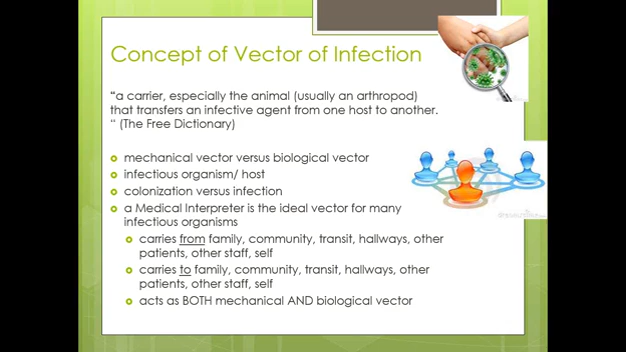 Concept of Vector of Infection
“a carrier, especially the animal (usually an arthropod)
that transfers an infective agent from one host to another.
“ (The Free Dictionary)
mechanical vector versus biological vector
infectious organism/ host
colonization versus infection
a Medical Interpreter is the ideal vector for many
infectious organisms
carries from family, community, transit, hallways, other
patients, other staff, self
carries to family, community, transit, hallways, other
patients, other staff, self
acts as BOTH mechanical AND biological vector